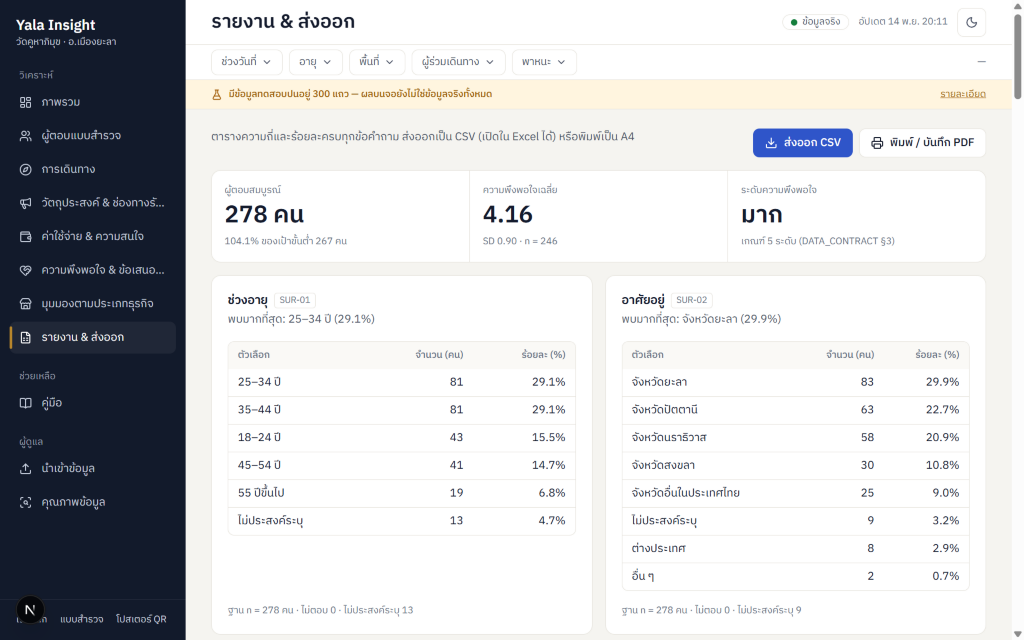 Yala Insight
วัดคูหาภิมุข · อ.เมืองยะลา
วิเคราะห์
ภาพรวม
ผู้ตอบแบบสำรวจ
การเดินทาง
วัตถุประสงค์ & ช่องทางรั...
ค่าใช้จ่าย & ความสนใจ
ความพึงพอใจ & ข้อเสนอ...
มุมมองตามประเภทธุรกิจ
รายงาน & ส่งออก
ช่วยเหลือ
คู่มือ
ผู้ดูแล
นำเข้าข้อมูล
คุณภาพข้อมูล
N
แบบสำรวจ
โปสเตอร์ QR
รายงาน & ส่งออก
ข้อมูลจริง
อัปเดต 14 พ.ย. 20:11
ช่วงวันที่
อายุ
พื้นที่
ผู้ร่วมเดินทาง
พาหนะ
มีข้อมูลทดสอบปนอยู่ 300 แถว — ผลบนจอยังไม่ใช่ข้อมูลจริงทั้งหมด
รายละเอียด
ตารางความถี่และร้อยละครบทุกข้อคำถาม ส่งออกเป็น CSV (เปิดใน Excel ได้) หรือพิมพ์เป็น A4
ส่งออก CSV
พิมพ์ / บันทึก PDF
ผู้ตอบสมบูรณ์
278 คน
104.1% ของเป้าขั้นต่ำ 267 คน
ความพึงพอใจเฉลี่ย
4.16
SD 0.90 · n = 246
ระดับความพึงพอใจ
มาก
เกณฑ์ 5 ระดับ (DATA_CONTRACT §3)
ช่วงอายุ SUR-01
พบมากที่สุด: 25–34 ปี (29.1%)
ตัวเลือก จำนวน (คน) ร้อยละ (%)
25–34 ปี 81 29.1%
35–44 ปี 81 29.1%
18–24 ปี 43 15.5%
45–54 ปี 41 14.7%
55 ปีขึ้นไป 19 6.8%
ไม่ประสงค์ระบุ 13 4.7%
ฐาน n = 278 คน · ไม่ตอบ 0 · ไม่ประสงค์ระบุ 13
อาศัยอยู่ SUR-02
พบมากที่สุด: จังหวัดยะลา (29.9%)
ตัวเลือก จำนวน (คน) ร้อยละ (%)
จังหวัดยะลา 83 29.9%
จังหวัดปัตตานี 63 22.7%
จังหวัดนราธิวาส 58 20.9%
จังหวัดสงขลา 30 10.8%
จังหวัดอื่นในประเทศไทย 25 9.0%
ไม่ประสงค์ระบุ 9 3.2%
ต่างประเทศ 8 2.9%
อื่น ๆ 2 0.7%
ฐาน n = 278 คน · ไม่ตอบ 0 · ไม่ประสงค์ระบุ 9